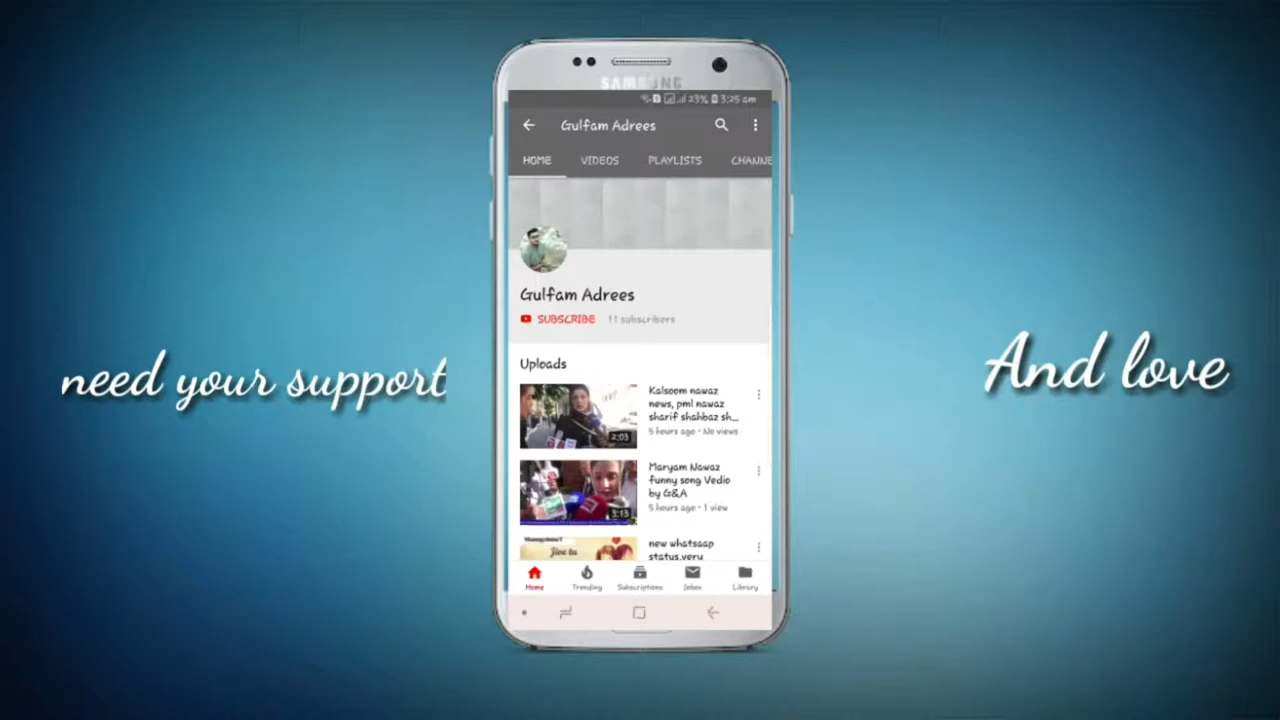 SAMSUNG
23% 3:25 am
Gulfam Adrees
HOME VIDEOS PLAYLISTS CHANNE
Gulfam Adrees
SUBSCRIBE 11 subscribers
need your support
And love
Uploads
Kalsoom nawaz
news, pml nawaz
sharif shahbaz sh...
5 hours ago • No views
2:03
Maryam Nawaz
funny song Vedio
by G&A
5 hours ago • 1 view
3:13
new whatsaap
status.very
Jive tu
Home Trending Subscriptions Inbox Library